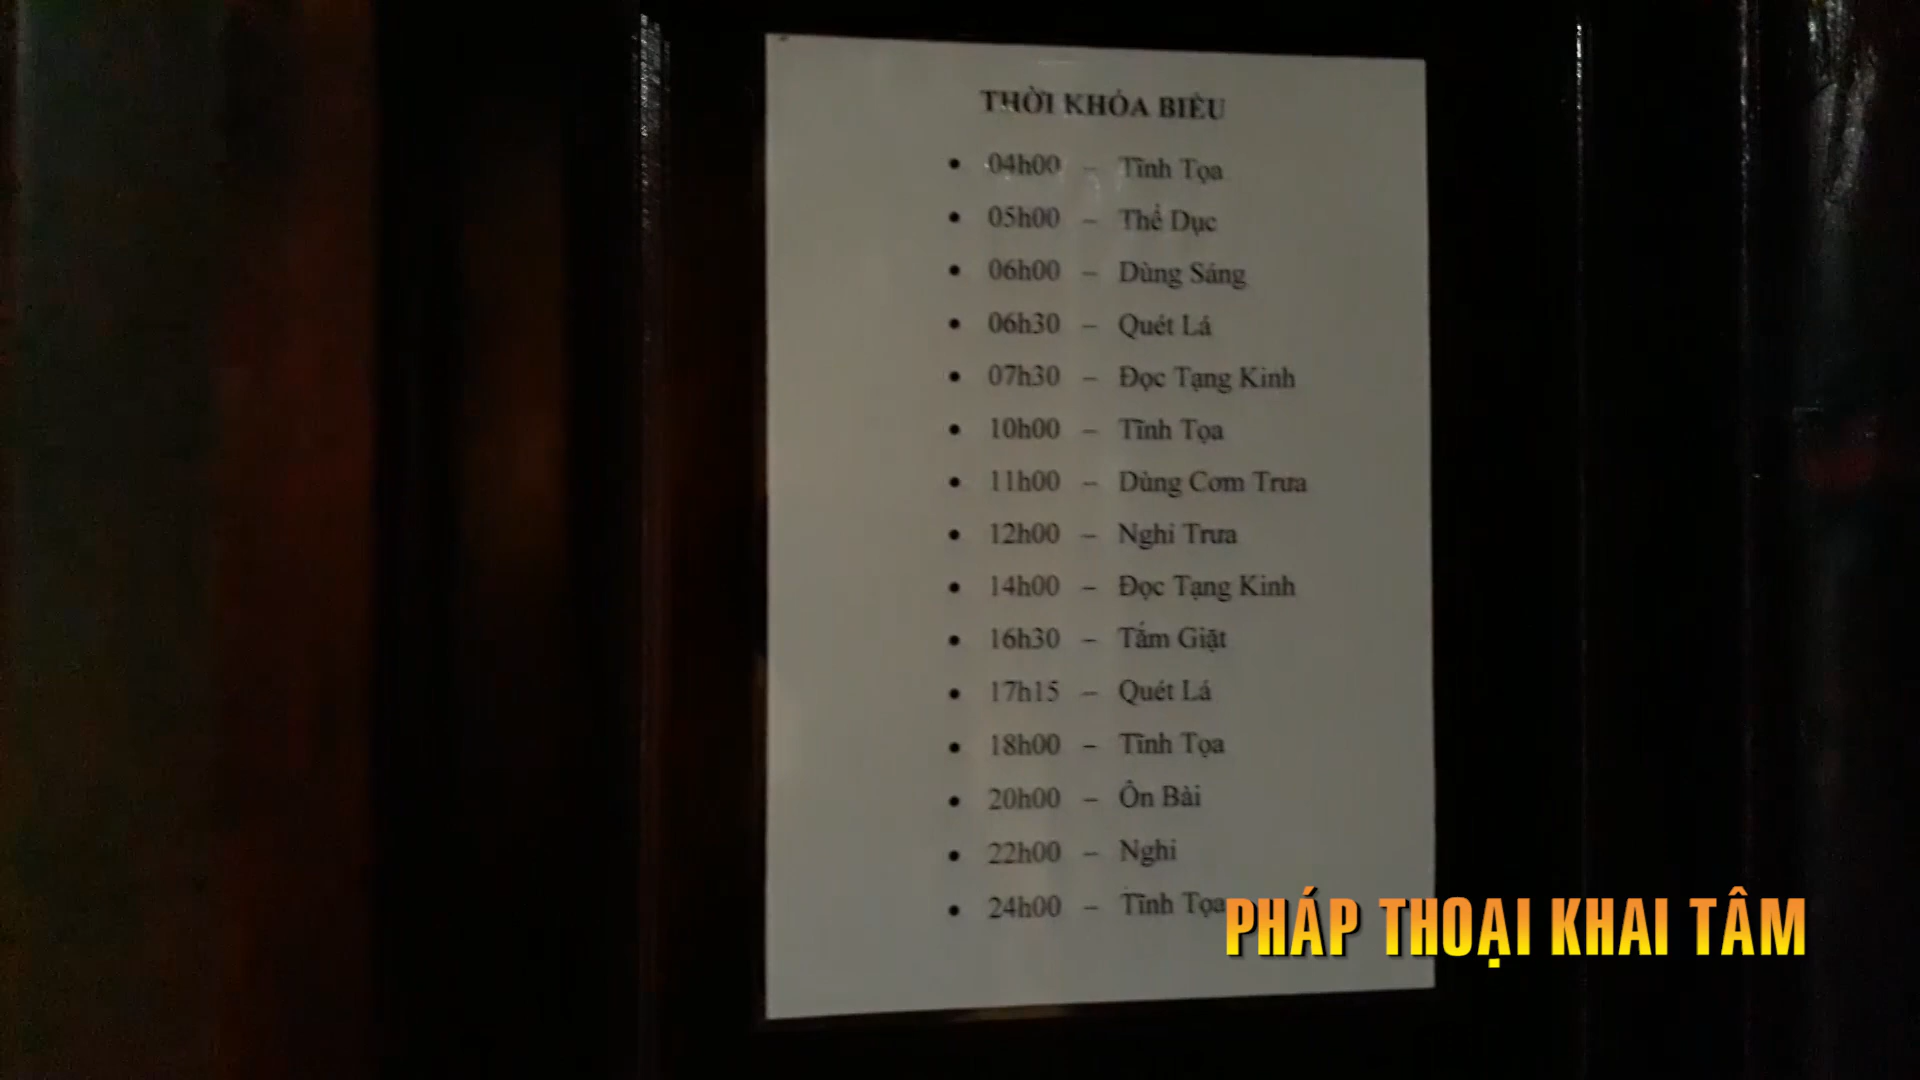 THỜI KHÓA BIỂU
• 04h00 – Tĩnh Tọa
• 05h00 – Thể Dục
• 06h00 – Dùng Sáng
• 06h30 – Quét Lá
• 07h30 – Đọc Tạng Kinh
• 10h00 – Tĩnh Tọa
• 11h00 – Dùng Cơm Trưa
• 12h00 – Nghỉ Trưa
• 14h00 – Đọc Tạng Kinh
• 16h30 – Tắm Giặt
• 17h15 – Quét Lá
• 18h00 – Tĩnh Tọa
• 20h00 – Ôn Bài
• 22h00 – Nghỉ
• 24h00 – Tĩnh Tọa
PHÁP THOẠI KHAI TÂM